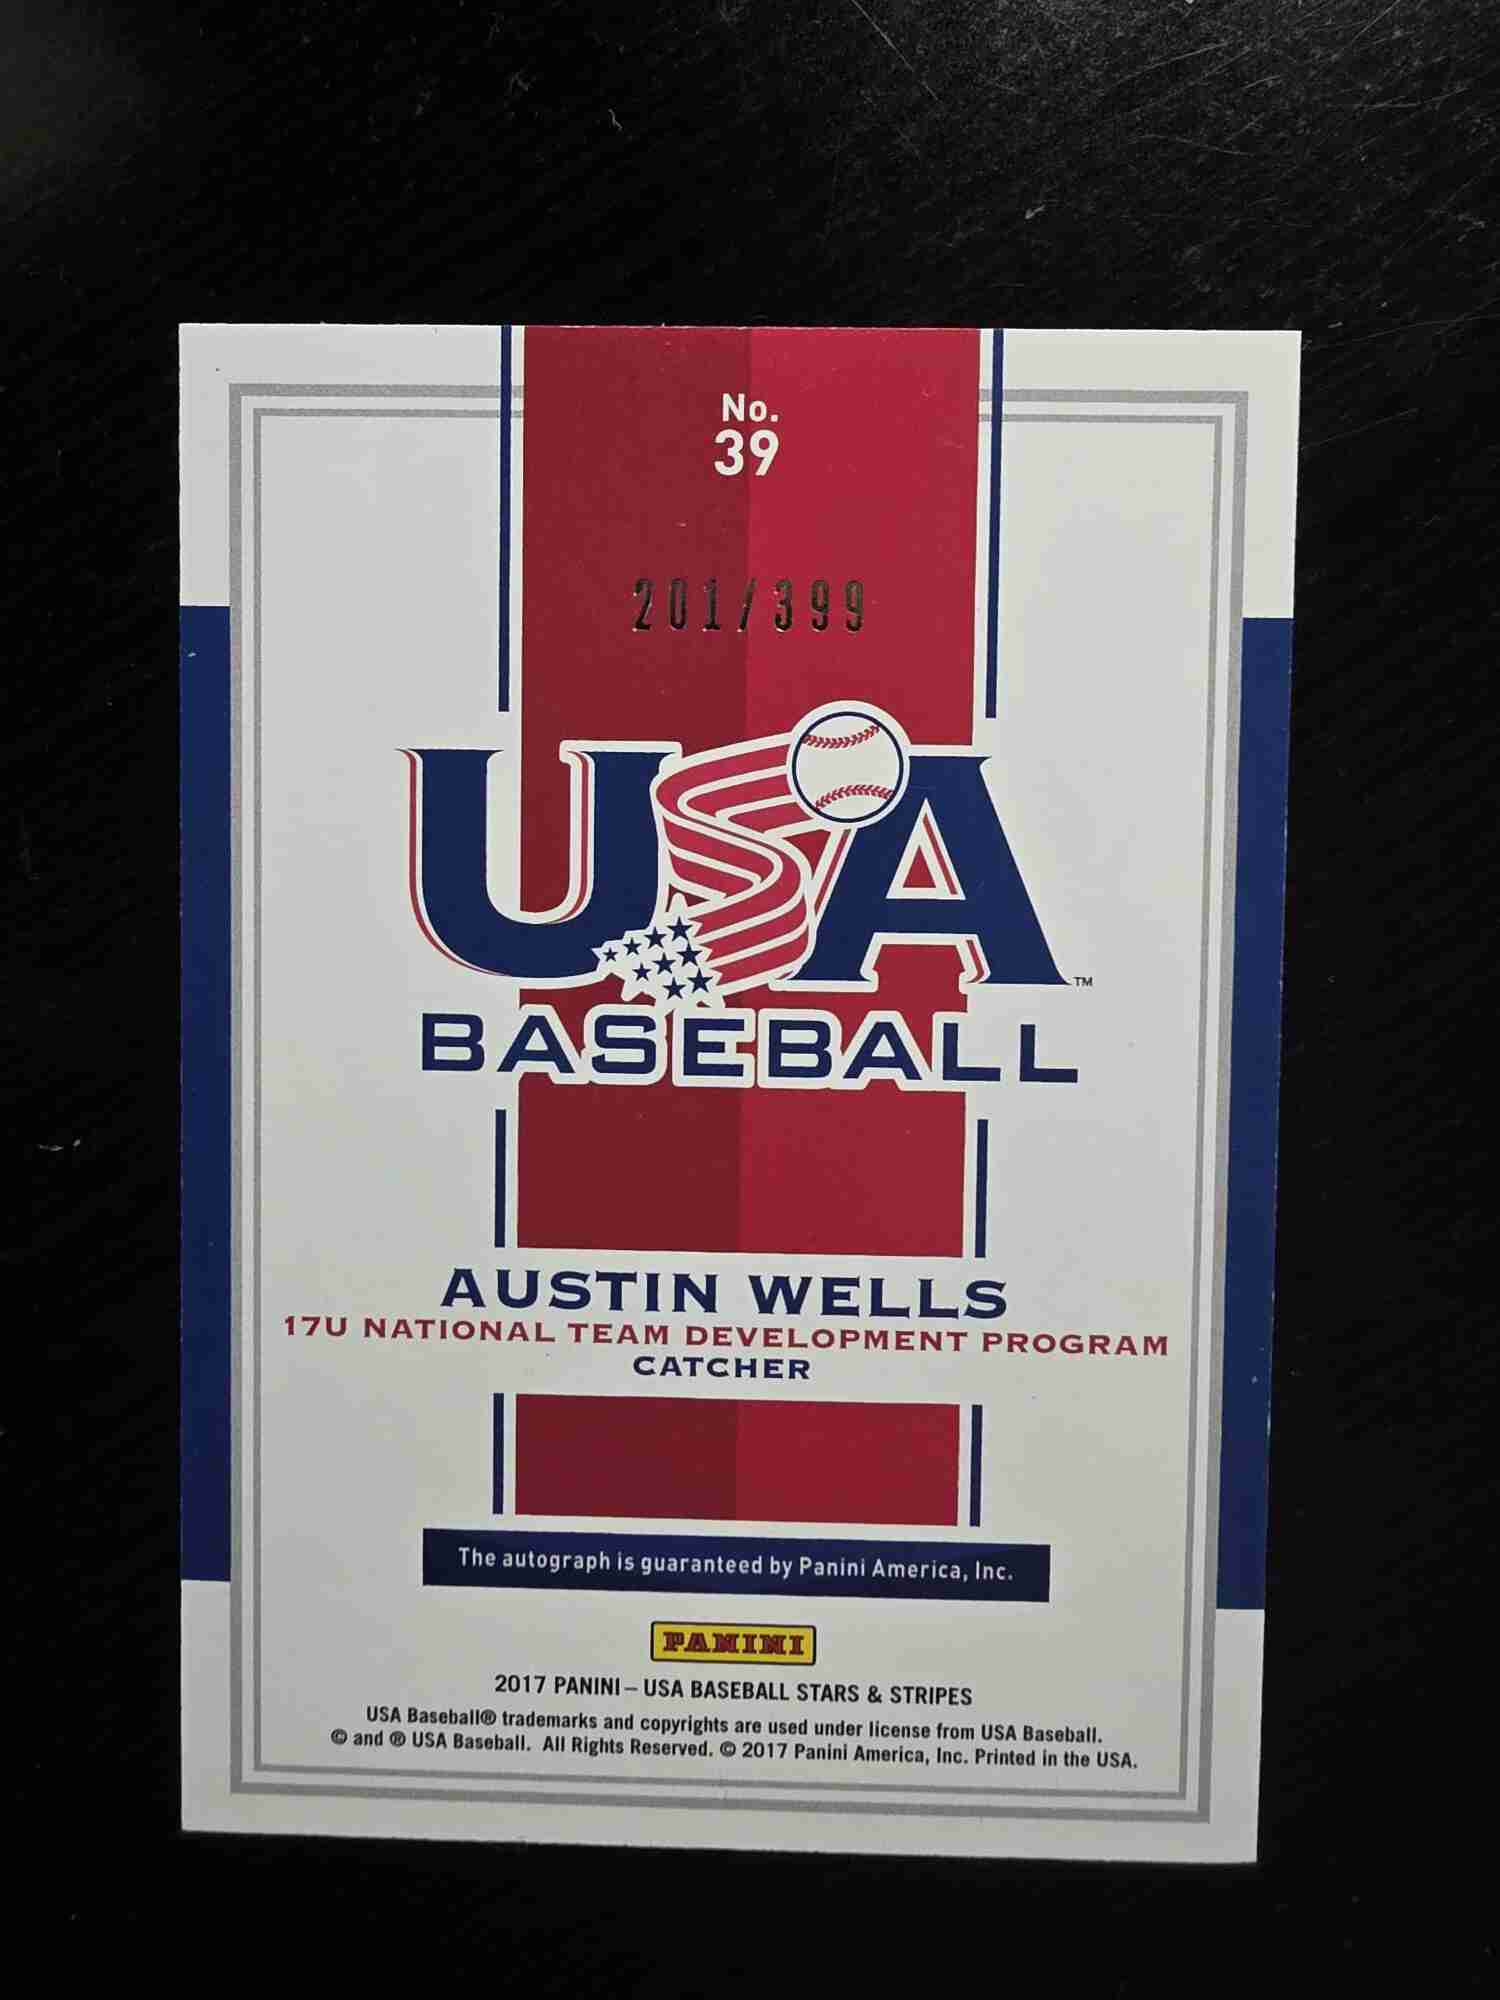 No.
39
201/399
USA™
BASEBALL
AUSTIN WELLS
17U NATIONAL TEAM DEVELOPMENT PROGRAM
CATCHER
The autograph is guaranteed by Panini America, Inc.
PANINI
2017 PANINI – USA BASEBALL STARS & STRIPES
USA Baseball® trademarks and copyrights are used under license from USA Baseball.
© and ® USA Baseball. All Rights Reserved. © 2017 Panini America, Inc. Printed in the USA.